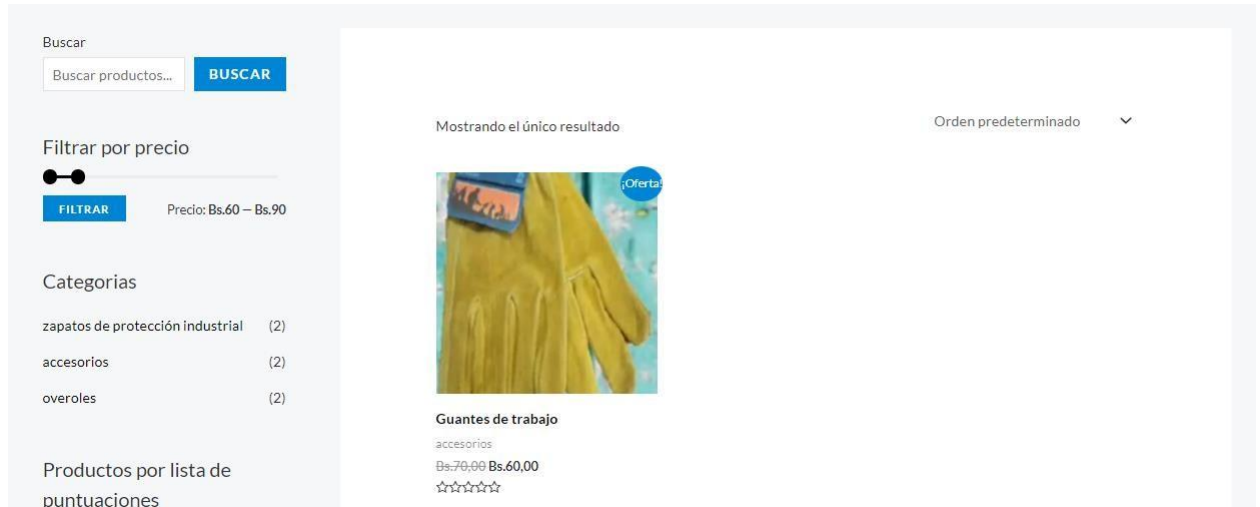 Buscar
Buscar productos...
BUSCAR
Filtrar por precio
FILTRAR
Precio: Bs.60 — Bs.90
Categorias
zapatos de protección industrial (2)
accesorios (2)
overoles (2)
Productos por lista de
puntuaciones
Mostrando el único resultado
Orden predeterminado
¡Oferta!
Guantes de trabajo
accesorios
Bs.70,00 Bs.60,00